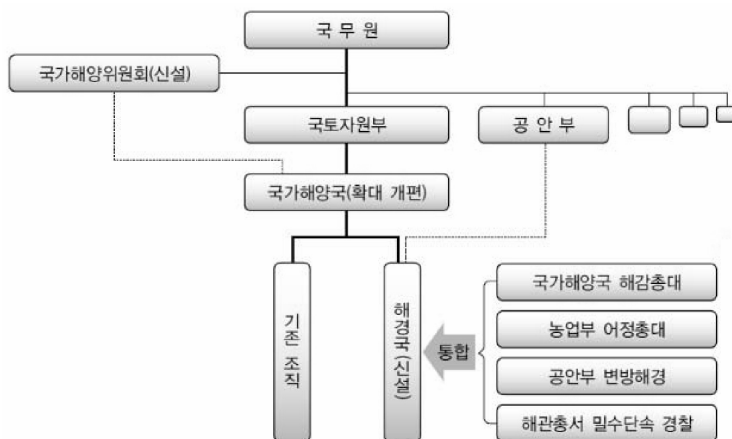 국무원
국가해양위원회(신설)
국토자원부
공안부
국가해양국(확대 개편)
기존 조직
해경국(신설)
통합
국가해양국 해감총대
농업부 어정총대
공안부 변방해경
해관총서 밀수단속 경찰